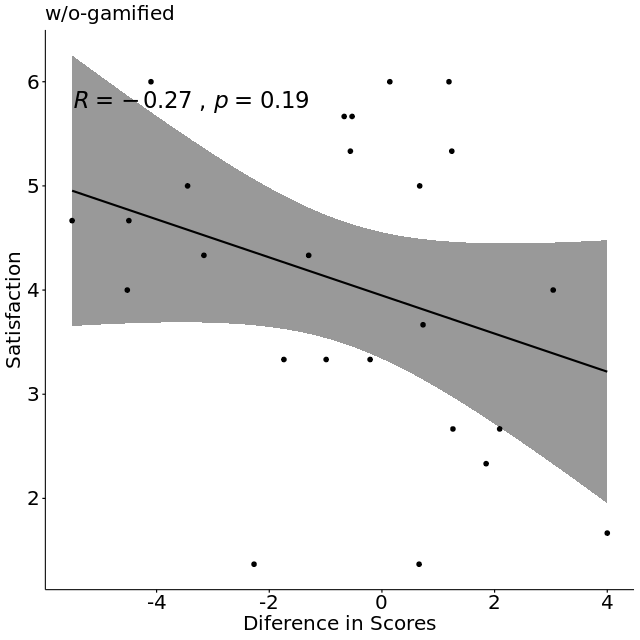 w/o-gamified
R = −0.27 , p = 0.19
6
5
4
3
2
Satisfaction
-4 -2 0 2 4
Diference in Scores